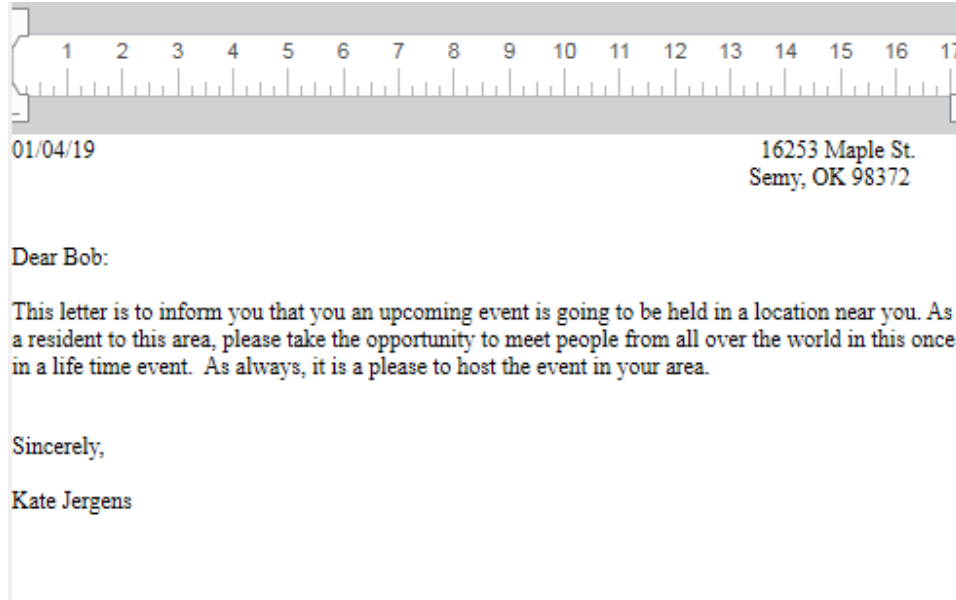 1 2 3 4 5 6 7 8 9 10 11 12 13 14 15 16 17
01/04/19 16253 Maple St.
Semy, OK 98372
Dear Bob:
This letter is to inform you that you an upcoming event is going to be held in a location near you. As
a resident to this area, please take the opportunity to meet people from all over the world in this once
in a life time event.  As always, it is a please to host the event in your area.
Sincerely,
Kate Jergens